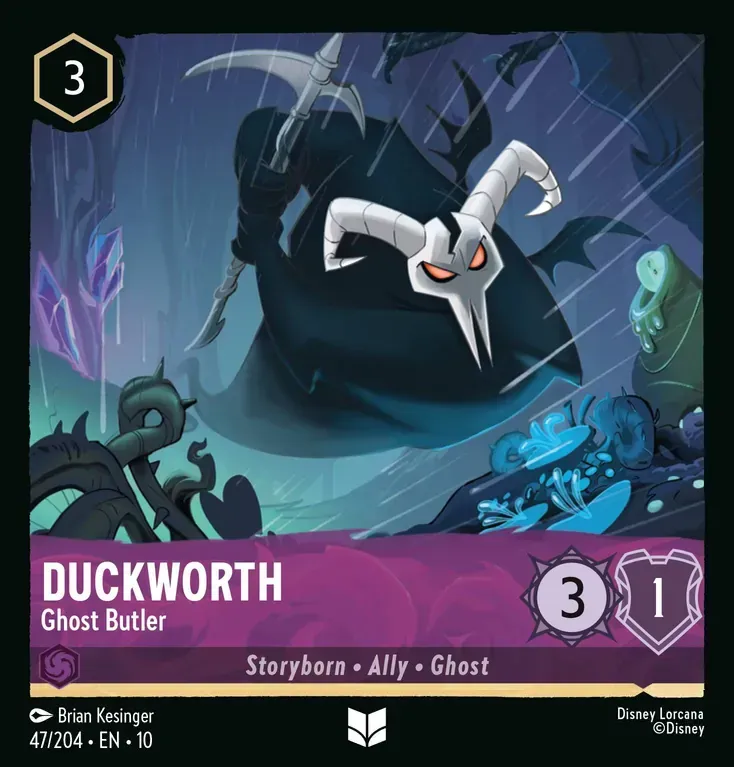 3
DUCKWORTH
Ghost Butler
3
1
Storyborn • Ally • Ghost
Brian Kesinger
47/204 • EN • 10
Disney Lorcana
©Disney